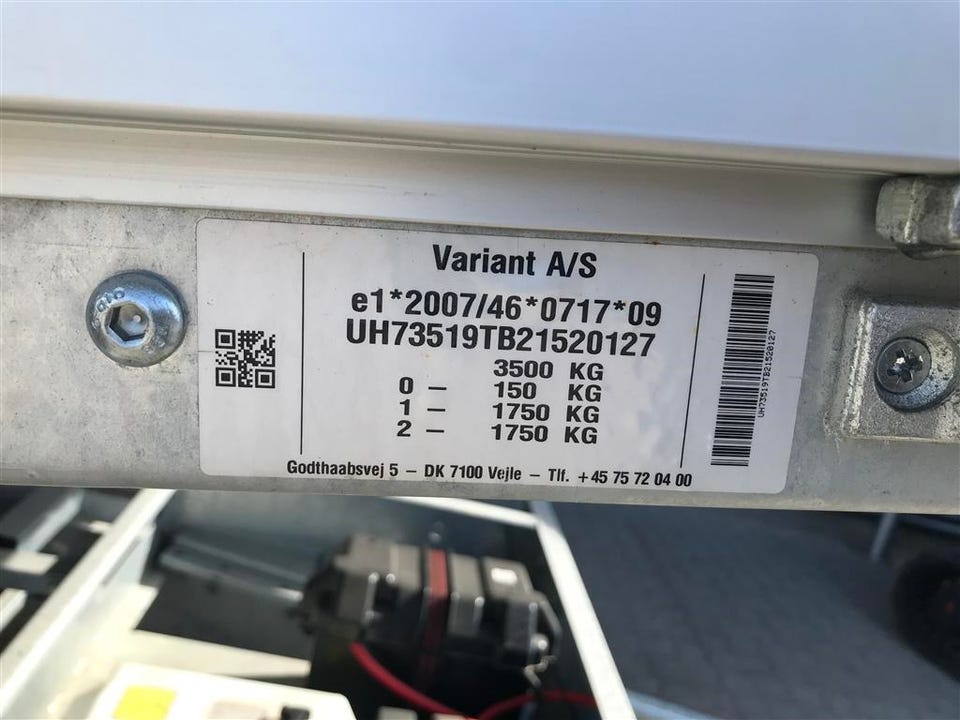 Variant A/S
e1*2007/46*0717*09
UH73519TB21520127
3500 KG
0 – 150 KG
1 – 1750 KG
2 – 1750 KG
Godthaabsvej 5 – DK 7100 Vejle – Tlf. +45 75 72 04 00
UH73519TB21520127